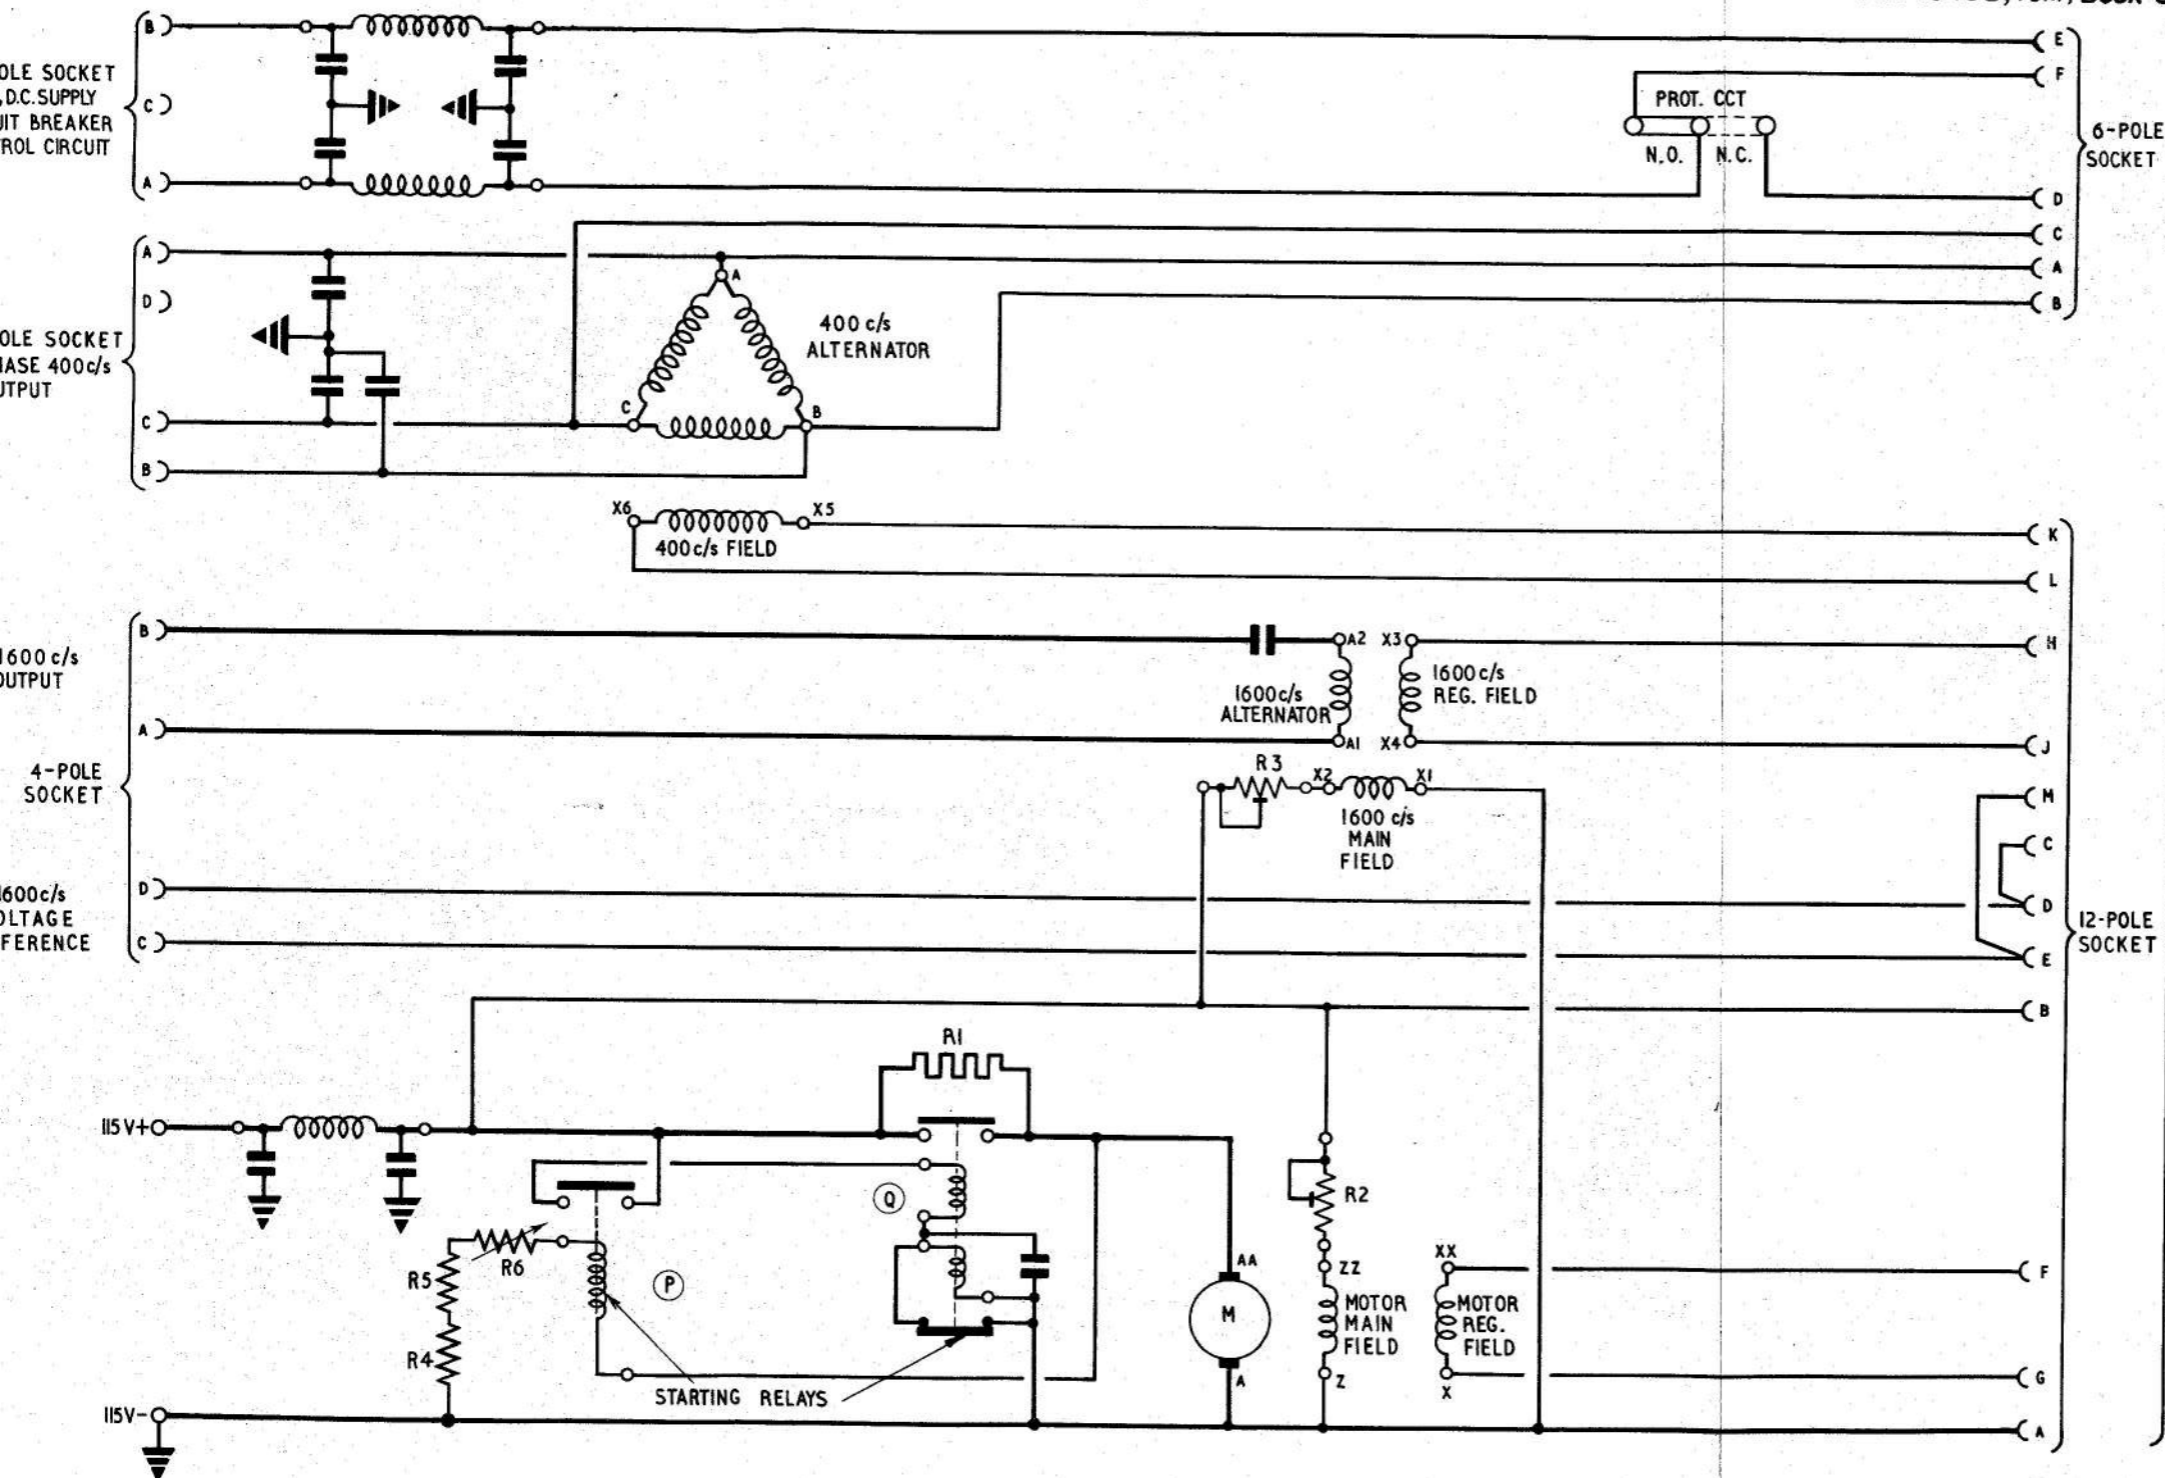 B
C
A
OLE SOCKET
D.C. SUPPLY
UIT BREAKER
ROL CIRCUIT
E
F
PROT. CCT
N.O. N.C.
6-POLE
SOCKET
D
C
A
B
A
D
OLE SOCKET
HASE 400c/s
UTPUT
C
B
A
C
B
400 c/s
ALTERNATOR
X6
X5
400c/s FIELD
K
L
B
1600 c/s
OUTPUT
A
4-POLE
SOCKET
A2 X3
1600c/s
ALTERNATOR
1600c/s
REG. FIELD
A1 X4
H
J
R3
X2
X1
1600 c/s
MAIN
FIELD
M
C
D
1600c/s
OLTAGE
FERENCE
C
D
E
12-POLE
SOCKET
B
R1
115V+
Q
R6
R5
R4
P
STARTING RELAYS
AA
M
A
R2
ZZ
MOTOR
MAIN
FIELD
Z
XX
MOTOR
REG.
FIELD
X
F
G
115V-
A